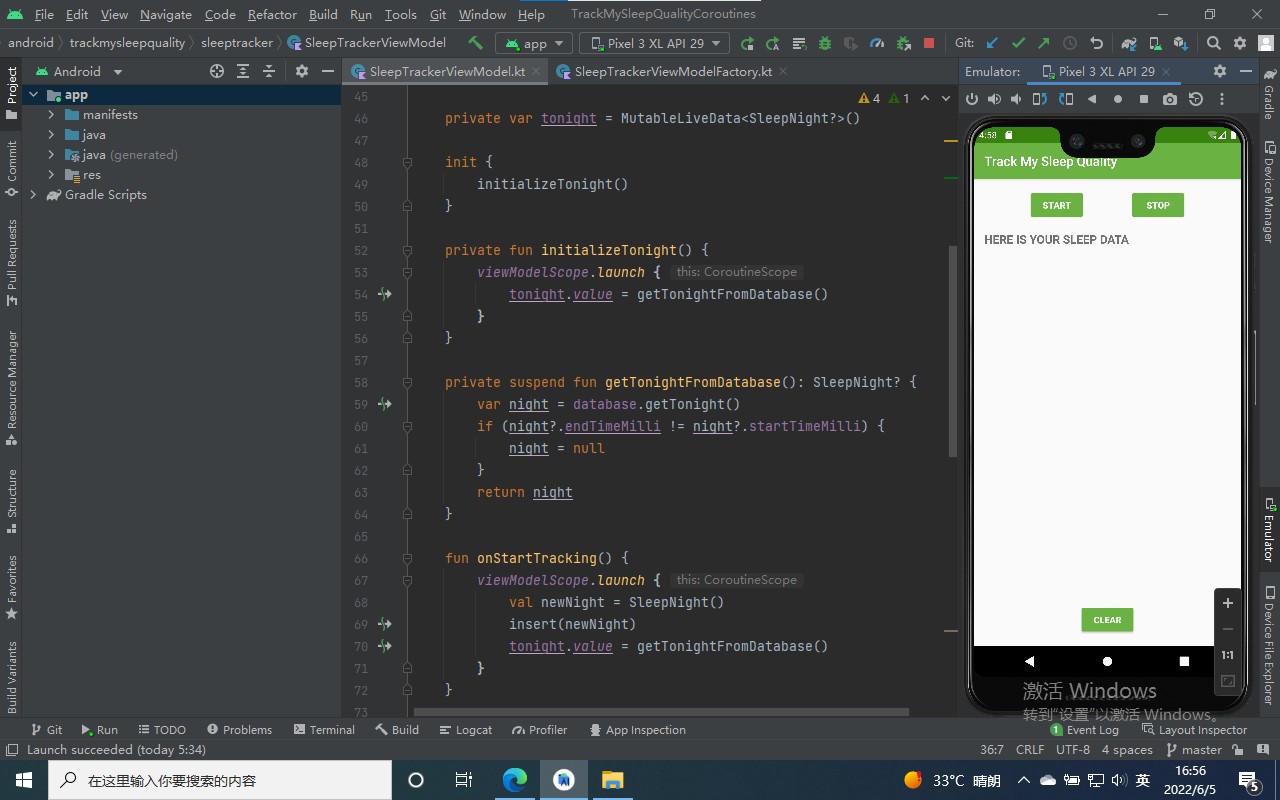 File Edit View Navigate Code Refactor Build Run Tools Git Window Help TrackMySleepQualityCoroutines
android trackmysleepquality sleeptracker SleepTrackerViewModel app Pixel 3 XL API 29 Git:
Android SleepTrackerViewModel.kt SleepTrackerViewModelFactory.kt Emulator: Pixel 3 XL API 29
Project
Commit
Pull Requests
Resource Manager
Structure
Favorites
Build Variants
app
manifests
java
java (generated)
res
Gradle Scripts
4 1
45
46 private var tonight = MutableLiveData<SleepNight?>()
47
48 init {
49 initializeTonight()
50 }
51
52 private fun initializeTonight() {
53 viewModelScope.launch { this: CoroutineScope
54 tonight.value = getTonightFromDatabase()
55 }
56 }
57
58 private suspend fun getTonightFromDatabase(): SleepNight? {
59 var night = database.getTonight()
60 if (night?.endTimeMilli != night?.startTimeMilli) {
61 night = null
62 }
63 return night
64 }
65
66 fun onStartTracking() {
67 viewModelScope.launch { this: CoroutineScope
68 val newNight = SleepNight()
69 insert(newNight)
70 tonight.value = getTonightFromDatabase()
71 }
72 }
73
4:58
Track My Sleep Quality
START STOP
HERE IS YOUR SLEEP DATA
CLEAR
1:1
激活 Windows
转到“设置”以激活 Windows。
Gradle
Device Manager
Emulator
Device File Explorer
Git Run TODO Problems Terminal Build Logcat Profiler App Inspection 1 Event Log Layout Inspector
Launch succeeded (today 5:34) 36:7 CRLF UTF-8 4 spaces master
在这里输入你要搜索的内容 33°C 晴朗 英 16:56
2022/6/5
5